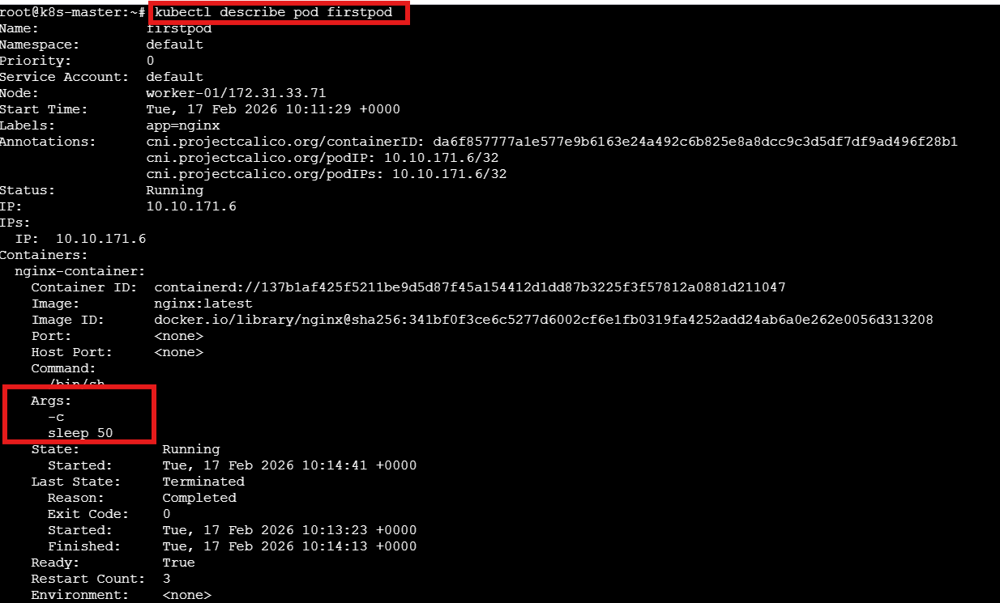 root@k8s-master:~# kubectl describe pod firstpod
Name: firstpod
Namespace: default
Priority: 0
Service Account: default
Node: worker-01/172.31.33.71
Start Time: Tue, 17 Feb 2026 10:11:29 +0000
Labels: app=nginx
Annotations: cni.projectcalico.org/containerID: da6f857777a1e577e9b6163e24a492c6b825e8a8dcc9c3d5df7df9ad496f28b1
cni.projectcalico.org/podIP: 10.10.171.6/32
cni.projectcalico.org/podIPs: 10.10.171.6/32
Status: Running
IP: 10.10.171.6
IPs:
IP: 10.10.171.6
Containers:
nginx-container:
Container ID: containerd://137b1af425f5211be9d5d87f45a154412d1dd87b3225f3f57812a0881d211047
Image: nginx:latest
Image ID: docker.io/library/nginx@sha256:341bf0f3ce6c5277d6002cf6e1fb0319fa4252add24ab6a0e262e0056d313208
Port: <none>
Host Port: <none>
Command:
/bin/sh
Args:
-c
sleep 50
State: Running
Started: Tue, 17 Feb 2026 10:14:41 +0000
Last State: Terminated
Reason: Completed
Exit Code: 0
Started: Tue, 17 Feb 2026 10:13:23 +0000
Finished: Tue, 17 Feb 2026 10:14:13 +0000
Ready: True
Restart Count: 3
Environment: <none>